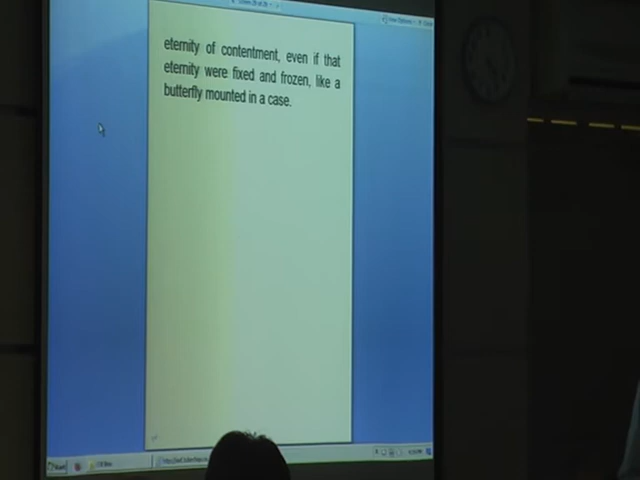 eternity of contentment, even if that
eternity were fixed and frozen, like a
butterfly mounted in a case.